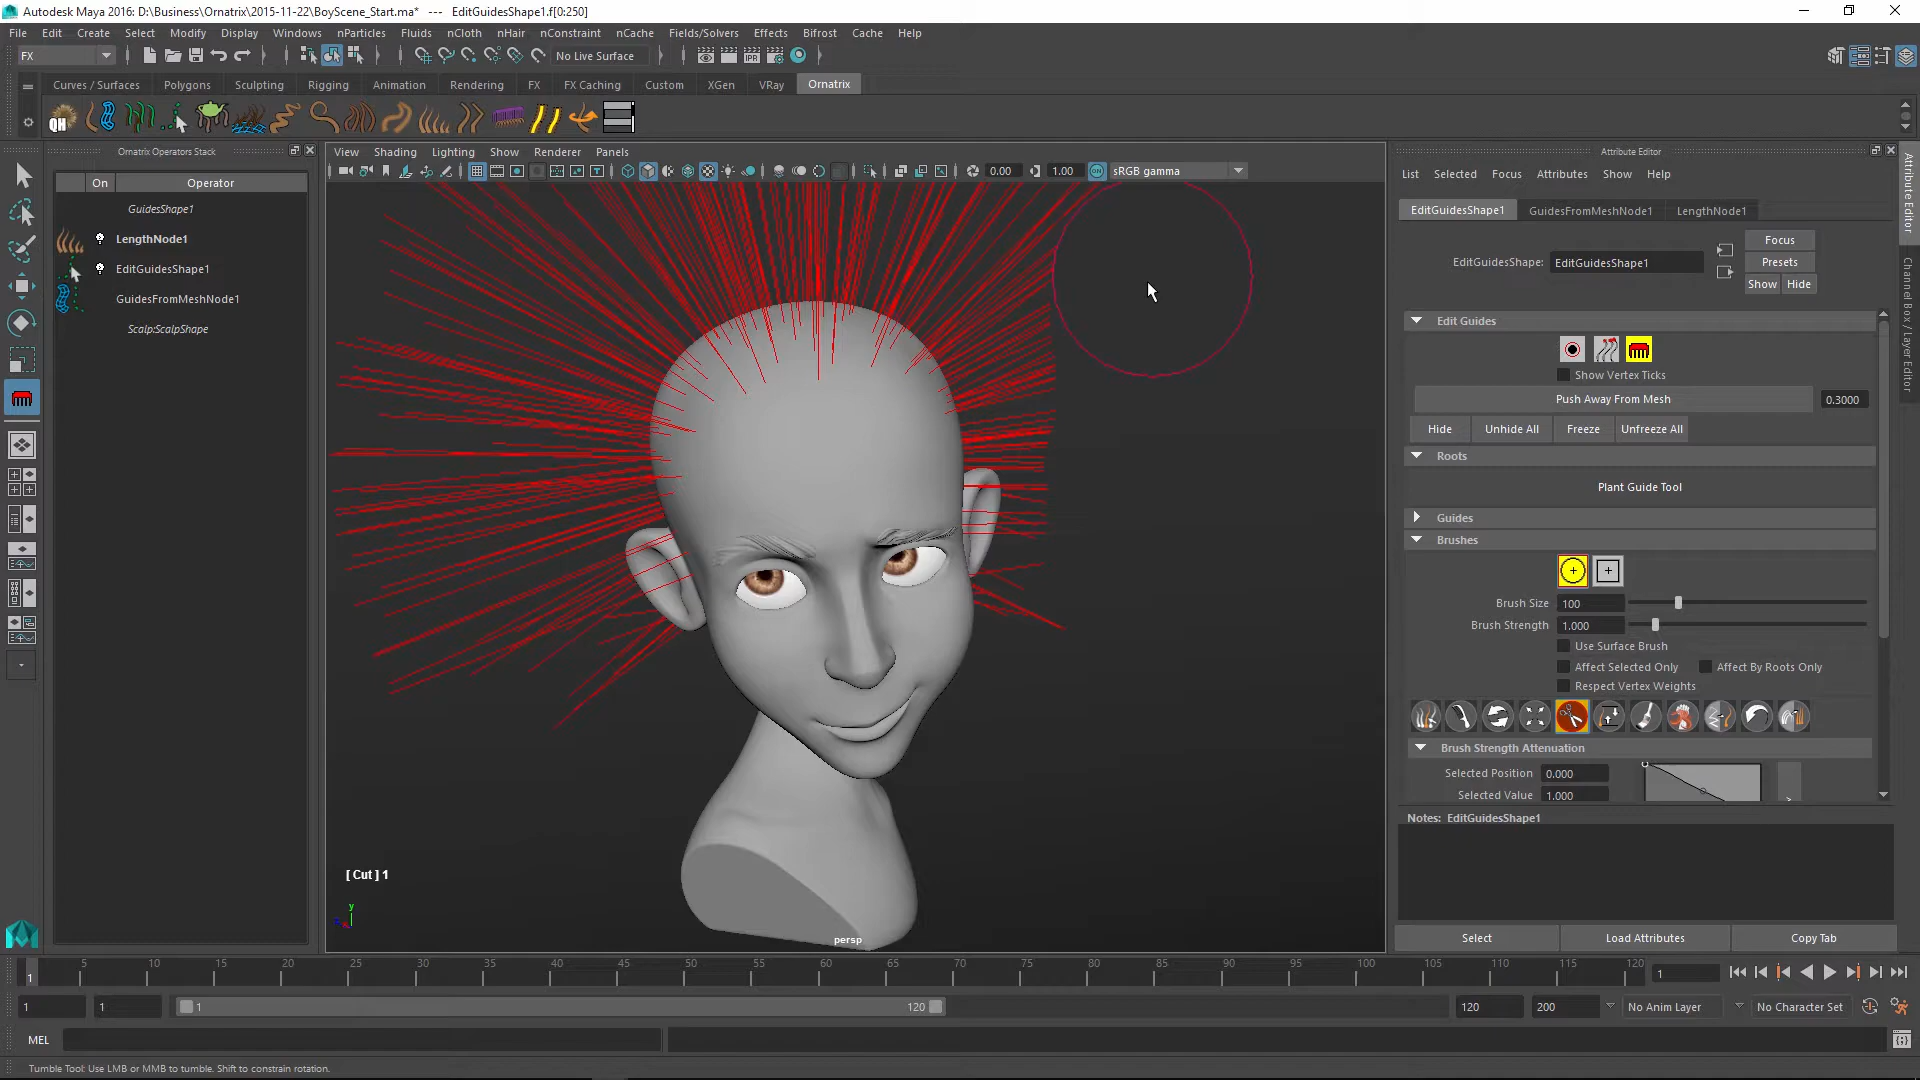 Autodesk Maya 2016: D:\Business\Ornatrix\2015-11-22\BoyScene_Start.ma* --- EditGuidesShape1.f[0:250]
File Edit Create Select Modify Display Windows nParticles Fluids nCloth nHair nConstraint nCache Fields/Solvers Effects Bifrost Cache Help
FX No Live Surface
Curves / Surfaces Polygons Sculpting Rigging Animation Rendering FX FX Caching Custom XGen VRay Ornatrix
QH
Ornatrix Operators Stack
On Operator
GuidesShape1
LengthNode1
EditGuidesShape1
GuidesFromMeshNode1
Scalp:ScalpShape
View Shading Lighting Show Renderer Panels
0.00 1.00 sRGB gamma
[ Cut ] 1
y
persp
Attribute Editor
List Selected Focus Attributes Show Help
EditGuidesShape1 GuidesFromMeshNode1 LengthNode1
EditGuidesShape: EditGuidesShape1
Focus
Presets
Show Hide
Edit Guides
Show Vertex Ticks
Push Away From Mesh 0.3000
Hide Unhide All Freeze Unfreeze All
Roots
Plant Guide Tool
Guides
Brushes
Brush Size 100
Brush Strength 1.000
Use Surface Brush
Affect Selected Only Affect By Roots Only
Respect Vertex Weights
Brush Strength Attenuation
Selected Position 0.000
Selected Value 1.000
>
Notes: EditGuidesShape1
Select Load Attributes Copy Tab
Attribute Editor
Channel Box / Layer Editor
1 5 10 15 20 25 30 35 40 45 50 55 60 65 70 75 80 85 90 95 100 105 110 115 120 1
1 1 1 120 120 200 No Anim Layer No Character Set
MEL
Tumble Tool: Use LMB or MMB to tumble. Shift to constrain rotation.